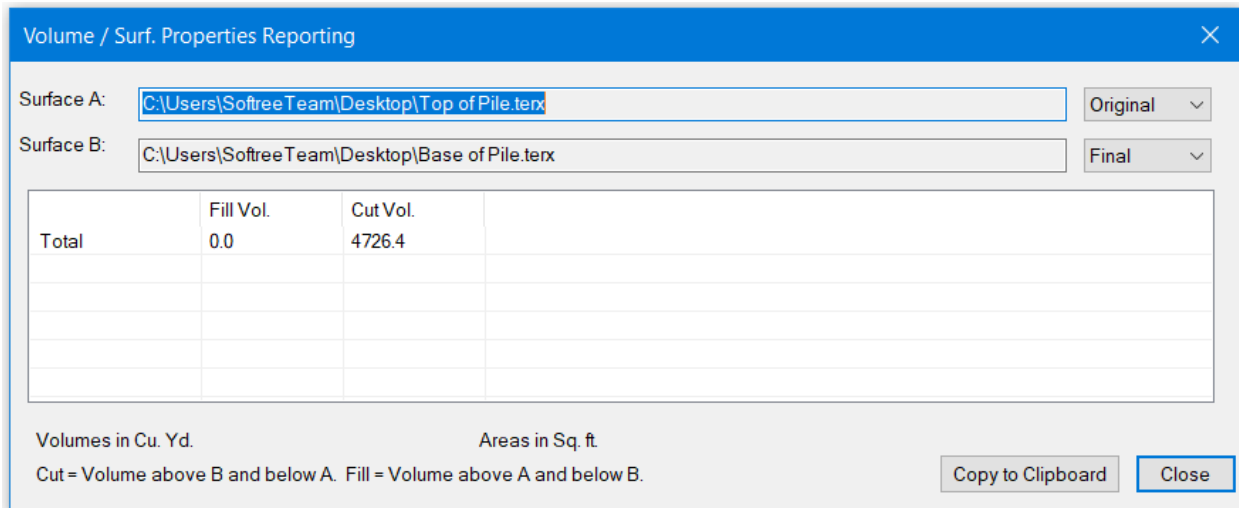 Volume / Surf. Properties Reporting
Surface A: C:\Users\SoftreeTeam\Desktop\Top of Pile.terx Original
Surface B: C:\Users\SoftreeTeam\Desktop\Base of Pile.terx Final
Fill Vol. Cut Vol.
Total 0.0 4726.4
Volumes in Cu. Yd. Areas in Sq. ft.
Cut = Volume above B and below A. Fill = Volume above A and below B. Copy to Clipboard Close